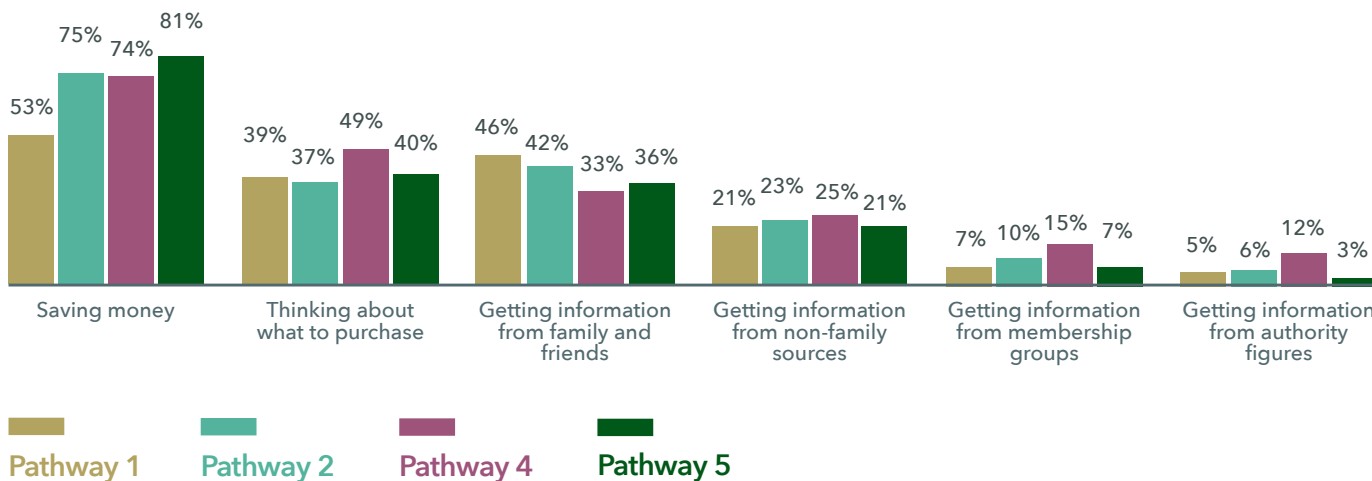 53%
75%
74%
81%
39%
37%
49%
40%
46%
42%
33%
36%
21%
23%
25%
21%
7%
10%
15%
7%
5%
6%
12%
3%
Saving money
Thinking about
what to purchase
Getting information
from family and
friends
Getting information
from non-family
sources
Getting information
from membership
groups
Getting information
from authority
figures
Pathway 1
Pathway 2
Pathway 4
Pathway 5